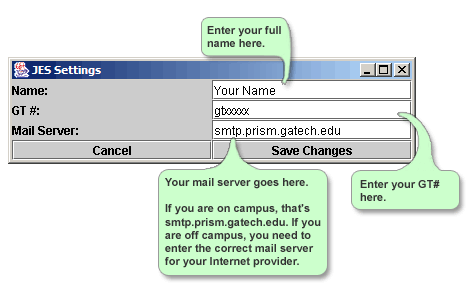 Enter your full
name here.
JES Settings
Name:
Your Name
GT #:
gtxxxxx
Mail Server:
smtp.prism.gatech.edu
Cancel
Save Changes
Your mail server goes here.
If you are on campus, that's
smtp.prism.gatech.edu. If you
are off campus, you need to
enter the correct mail server
for your Internet provider.
Enter your GT#
here.